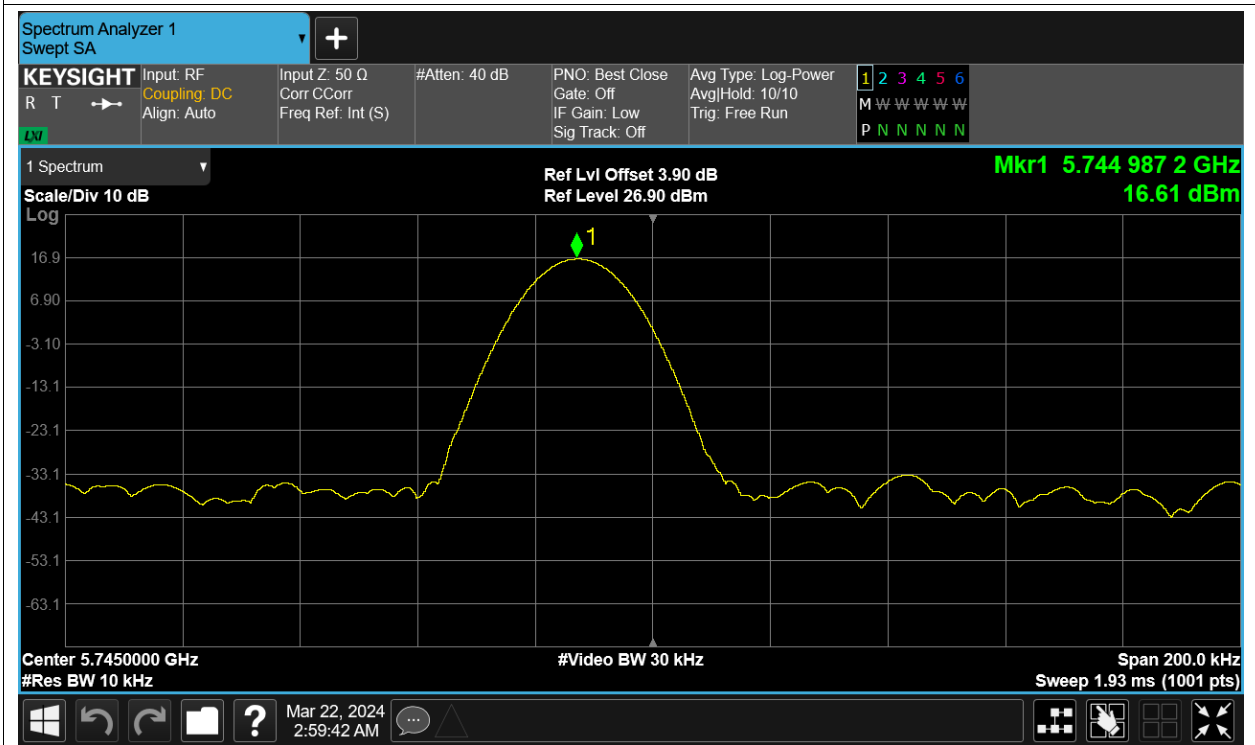 Spectrum Analyzer 1
Swept SA
+
KEYSIGHT
R T
LXI
Input: RF
Coupling: DC
Align: Auto
Input Z: 50 Ω
Corr CCorr
Freq Ref: Int (S)
#Atten: 40 dB
PNO: Best Close
Gate: Off
IF Gain: Low
Sig Track: Off
Avg Type: Log-Power
Avg|Hold: 10/10
Trig: Free Run
1 2 3 4 5 6
M W W W W W
P N N N N N
1 Spectrum
Scale/Div 10 dB
Log
Ref Lvl Offset 3.90 dB
Ref Level 26.90 dBm
Mkr1 5.744 987 2 GHz
16.61 dBm
1
16.9
6.90
-3.10
-13.1
-23.1
-33.1
-43.1
-53.1
-63.1
Center 5.7450000 GHz
#Video BW 30 kHz
Span 200.0 kHz
#Res BW 10 kHz
Sweep 1.93 ms (1001 pts)
?
Mar 22, 2024
2:59:42 AM